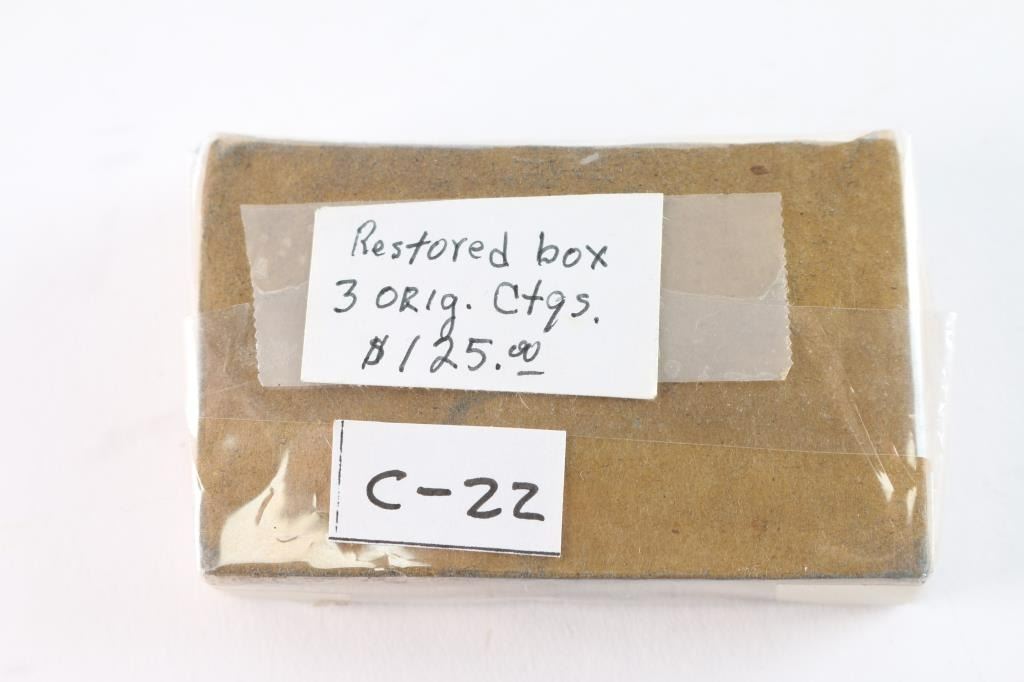 Restored box
3 ORIg. Ctgs.
$125.00
C-22